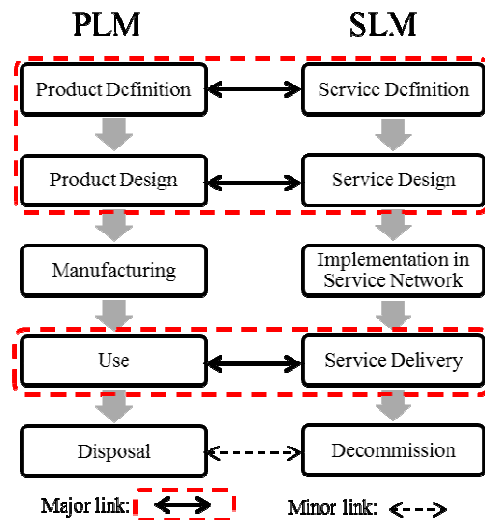 PLM
SLM
Product Definition
Service Definition
Product Design
Service Design
Manufacturing
Implementation in
Service Network
Use
Service Delivery
Disposal
Decommission
Major link:
Minor link: